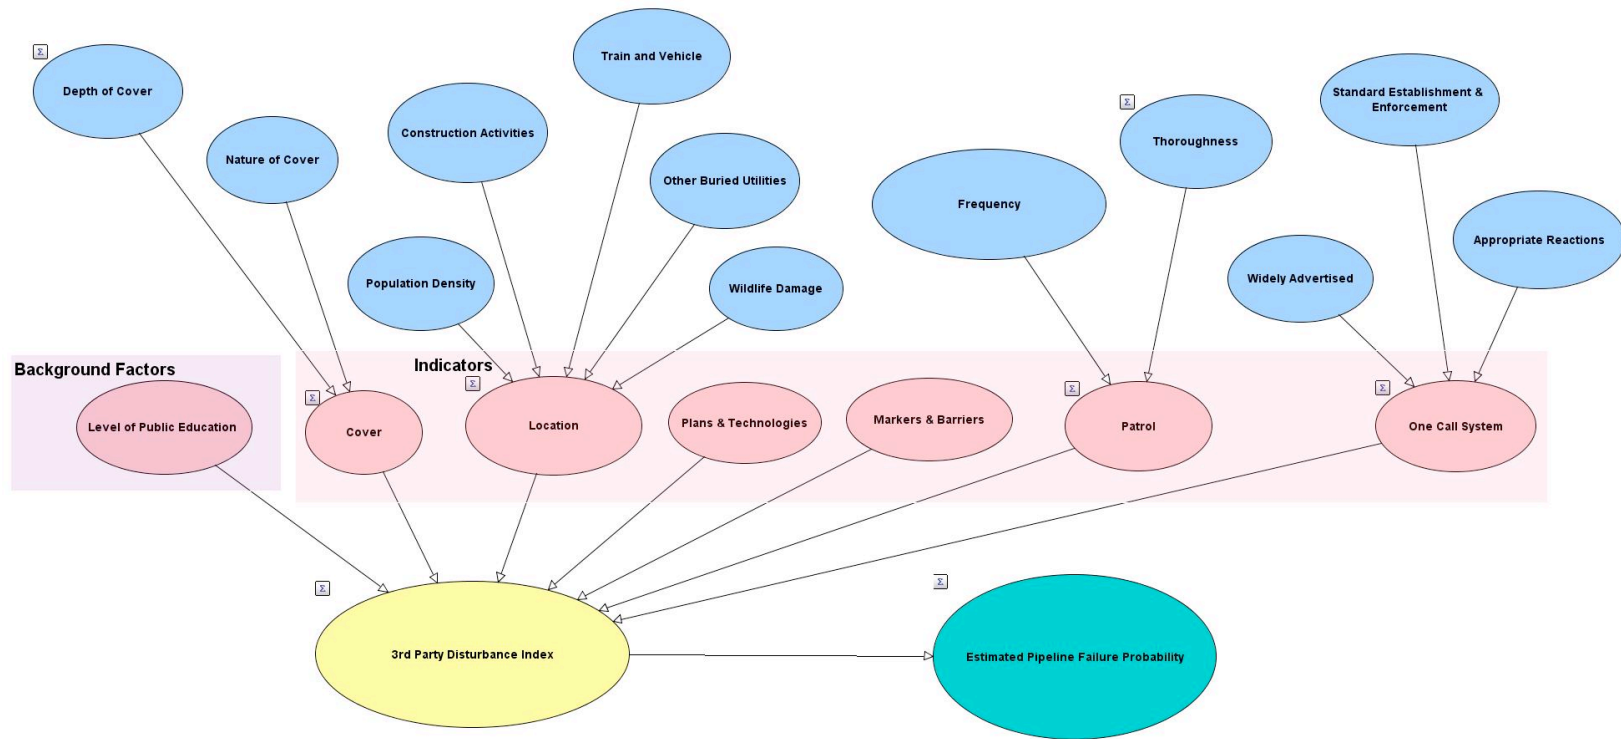 Σ
Depth of Cover
Nature of Cover
Construction Activities
Train and Vehicle
Other Buried Utilities
Population Density
Wildlife Damage
Frequency
Σ
Thoroughness
Standard Establishment &
Enforcement
Widely Advertised
Appropriate Reactions
Background Factors
Level of Public Education
Indicators
Σ
Cover
Σ
Location
Plans & Technologies
Markers & Barriers
Σ
Patrol
Σ
One Call System
Σ
3rd Party Disturbance Index
Σ
Estimated Pipeline Failure Probability